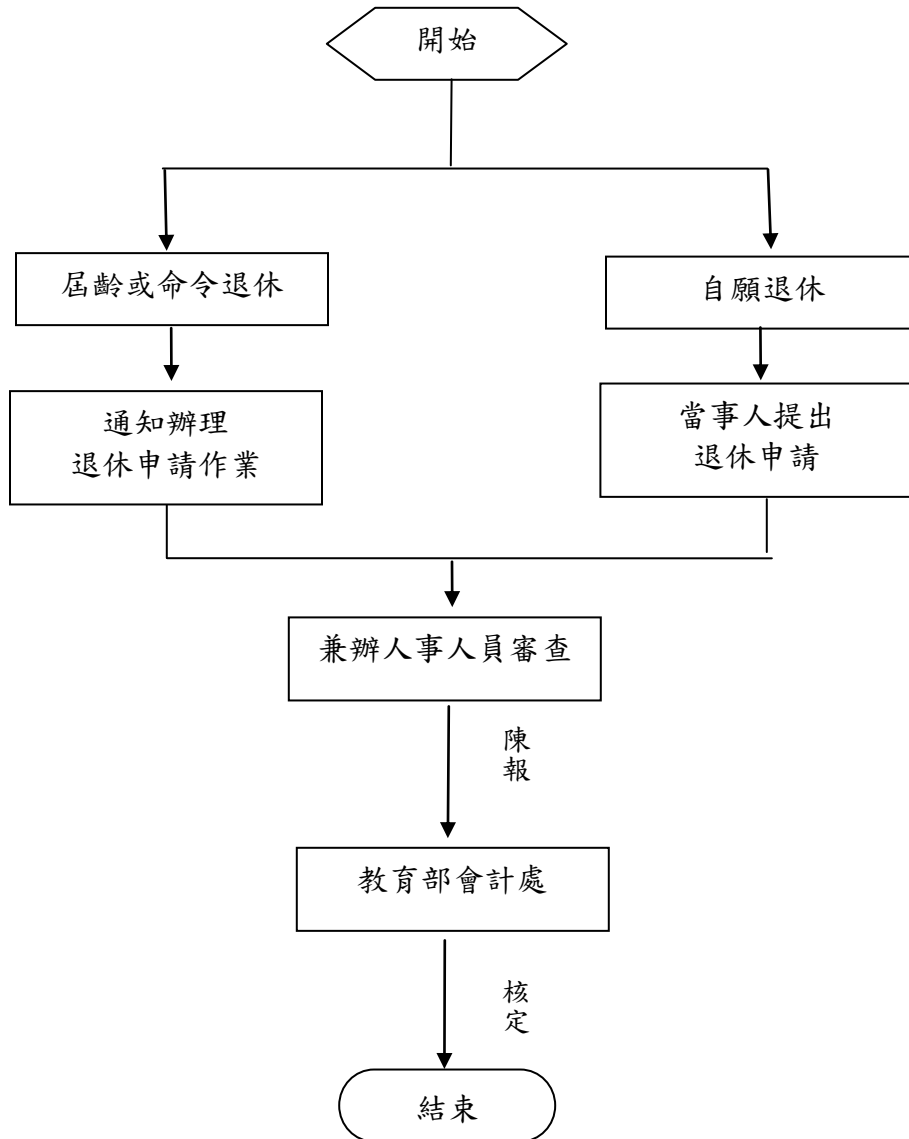 開始
屆齡或命令退休
自願退休
通知辦理
退休申請作業
當事人提出
退休申請
兼辦人事人員審查
陳
報
教育部會計處
核
定
結束